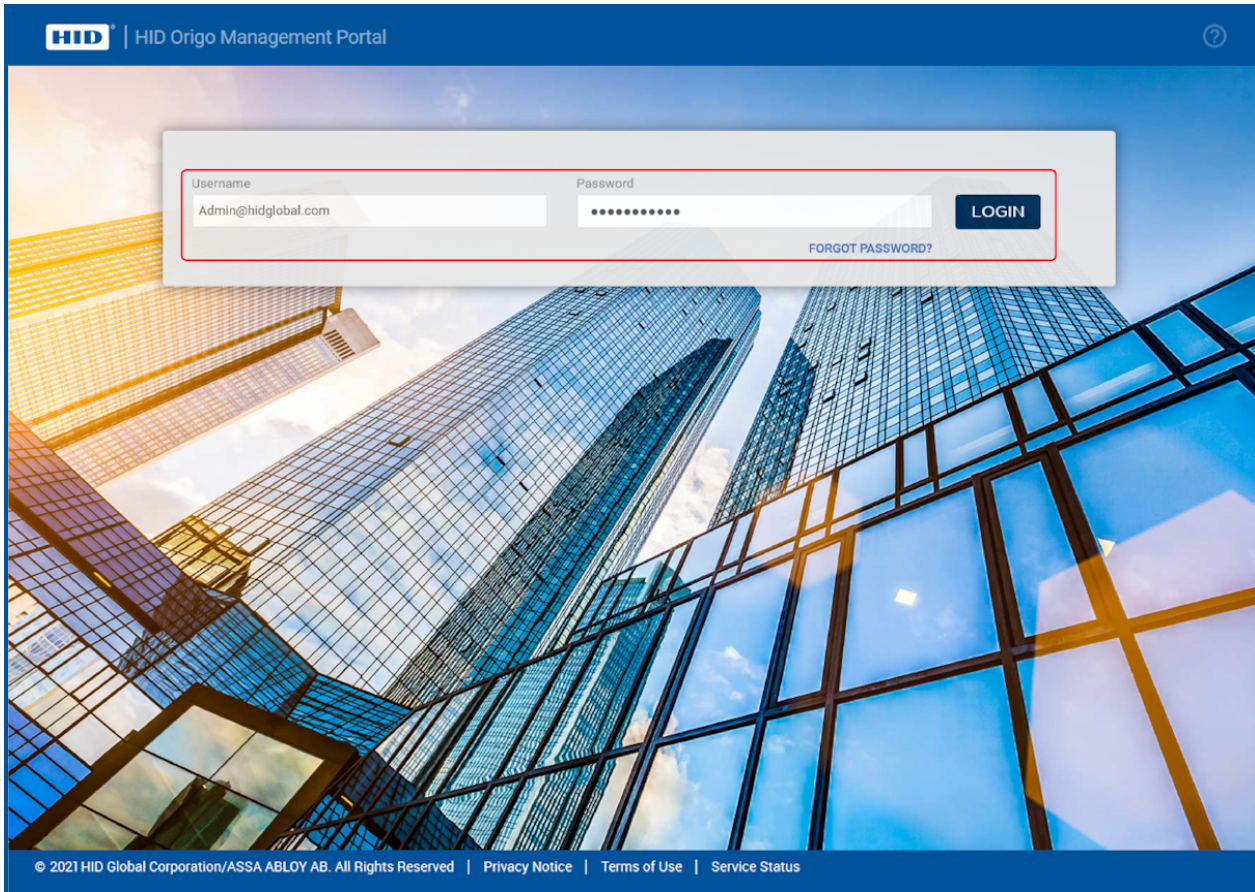 HID | HID Origo Management Portal ?
Username Password
Admin@hidglobal.com ●●●●●●●●●●● LOGIN
FORGOT PASSWORD?
© 2021 HID Global Corporation/ASSA ABLOY AB. All Rights Reserved | Privacy Notice | Terms of Use | Service Status